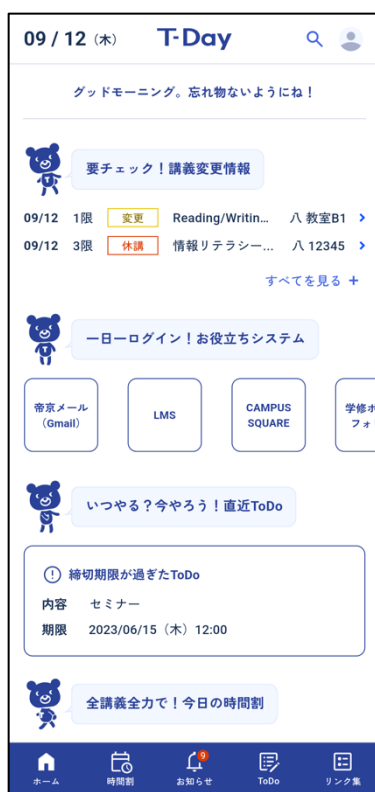 09 / 12 (木) T-Day
グッドモーニング。忘れ物ないようにね！
要チェック！講義変更情報
09/12 1限 変更 Reading/Writin... 八 教室B1
09/12 3限 休講 情報リテラシー... 八 12345
すべてを見る +
一日一ログイン！お役立ちシステム
帝京メール
(Gmail)
LMS
CAMPUS
SQUARE
学修ポ
フォ
いつやる？今やろう！直近ToDo
締切期限が過ぎたToDo
内容 セミナー
期限 2023/06/15（木）12:00
全講義全力で！今日の時間割
9
ホーム 時間割 お知らせ ToDo リンク集